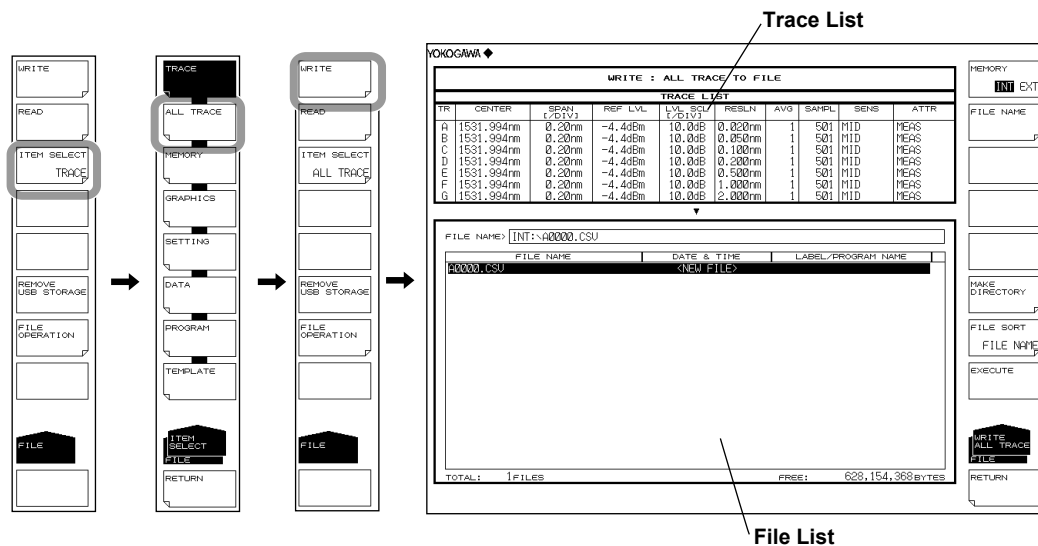 Trace List
WRITE
READ
ITEM SELECT
TRACE
REMOVE
USB STORAGE
FILE
OPERATION
FILE
TRACE
ALL TRACE
MEMORY
GRAPHICS
SETTING
DATA
PROGRAM
TEMPLATE
ITEM
SELECT
FILE
RETURN
WRITE
READ
ITEM SELECT
ALL TRACE
REMOVE
USB STORAGE
FILE
OPERATION
FILE
YOKOGAWA
WRITE : ALL TRACE TO FILE
TRACE LIST
TR CENTER SPAN [/DIV] REF LVL LVL SCL [/DIV] RESLN AVG SAMPL SENS ATTR
A 1531.994nm 0.20nm -4.4dBm 10.0dB 0.020nm 1 501 MID MEAS
B 1531.994nm 0.20nm -4.4dBm 10.0dB 0.050nm 1 501 MID MEAS
C 1531.994nm 0.20nm -4.4dBm 10.0dB 0.100nm 1 501 MID MEAS
D 1531.994nm 0.20nm -4.4dBm 10.0dB 0.200nm 1 501 MID MEAS
E 1531.994nm 0.20nm -4.4dBm 10.0dB 0.500nm 1 501 MID MEAS
F 1531.994nm 0.20nm -4.4dBm 10.0dB 1.000nm 1 501 MID MEAS
G 1531.994nm 0.20nm -4.4dBm 10.0dB 2.000nm 1 501 MID MEAS
FILE NAME> INT:\A0000.CSV
FILE NAME DATE & TIME LABEL/PROGRAM NAME
A0000.CSV <NEW FILE>
TOTAL: 1FILES FREE: 628,154,368BYTES
MEMORY
INT EXT
FILE NAME
MAKE
DIRECTORY
FILE SORT
FILE NAME
EXECUTE
WRITE
ALL TRACE
FILE
RETURN
File List